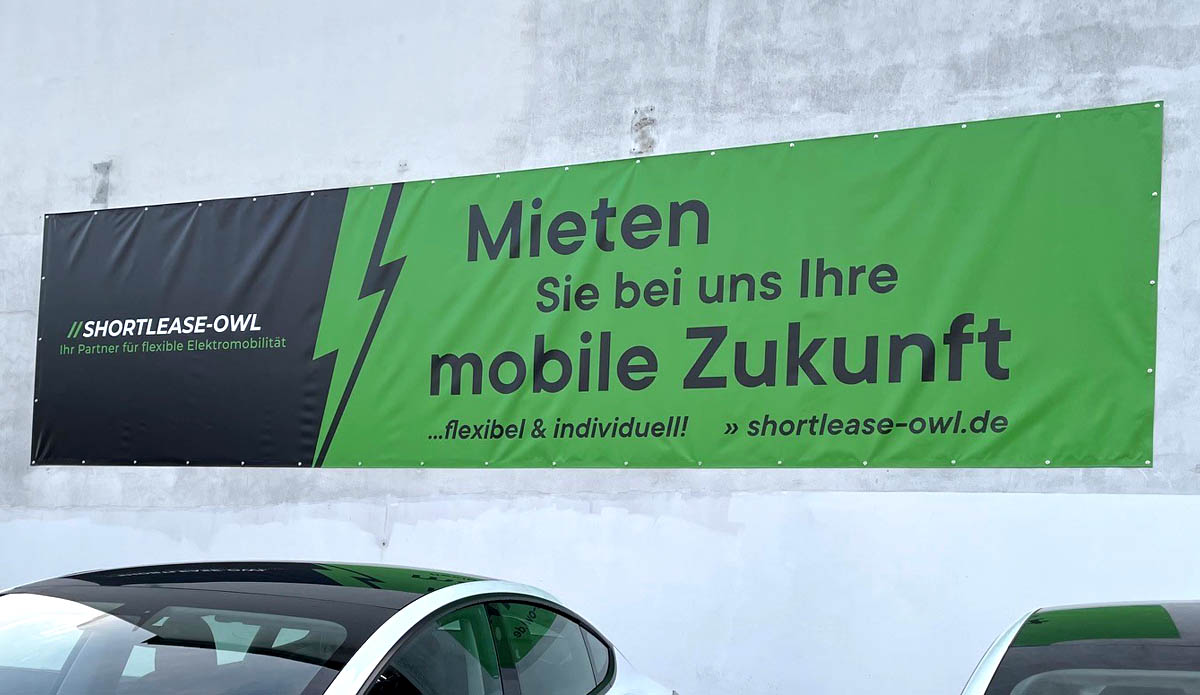 //SHORTLEASE-OWL
Ihr Partner für flexible Elektromobilität
Mieten
Sie bei uns Ihre
mobile Zukunft
...flexibel & individuell! » shortlease-owl.de